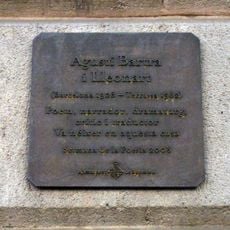 Agustí Bartra
i Lleonart
(Barcelona 1908 - Terrassa 1982)
Poeta, narrador, dramaturg,
crític i traductor
Va néixer en aquesta casa
Setmana de la Poesia 2008